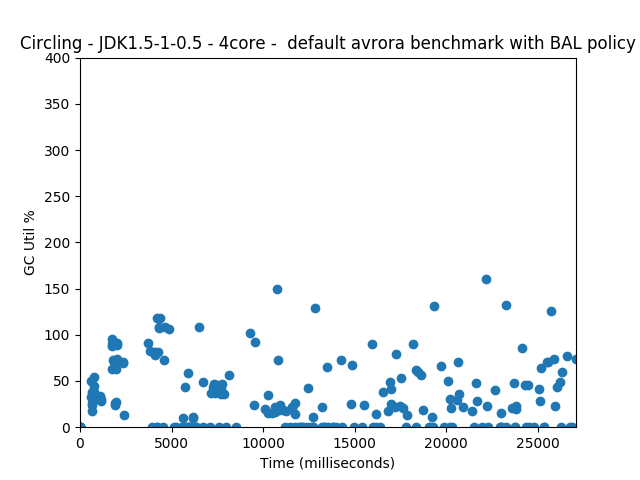 Circling - JDK1.5-1-0.5 - 4core -  default avrora benchmark with BAL policy
400
350
300
250
200
150
100
50
0
GC Util %
0 5000 10000 15000 20000 25000
Time (milliseconds)